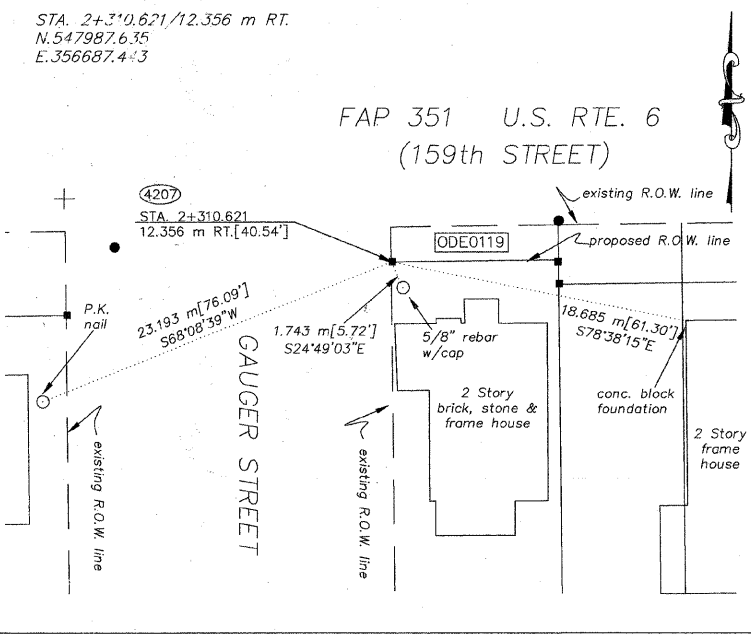 STA. 2+310.621/12.356 m RT.
N.547987.635
E.356687.443
FAP 351 U.S. RTE. 6
(159th STREET)
4207
STA. 2+310.621
12.356 m RT.[40.54']
existing R.O.W. line
ODE0119
proposed R.O.W. line
P.K.
nail
23.193 m[76.09']
S68°08'39"W
1.743 m[5.72']
S24°49'03"E
5/8" rebar
w/cap
18.685 m[61.30']
S78°38'15"E
GAUGER STREET
2 Story
brick, stone &
frame house
conc. block
foundation
2 Story
frame
house
existing R.O.W. line
existing R.O.W. line